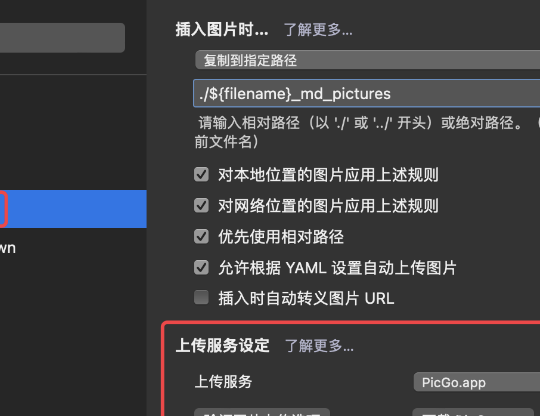 插入图片时... 了解更多...
复制到指定路径
./${filename}_md_pictures
请输入相对路径（以 './' 或 '../' 开头）或绝对路径。（
前文件名）
对本地位置的图片应用上述规则
对网络位置的图片应用上述规则
优先使用相对路径
wn
允许根据 YAML 设置自动上传图片
插入时自动转义图片 URL
上传服务设定 了解更多...
上传服务 PicGo.app